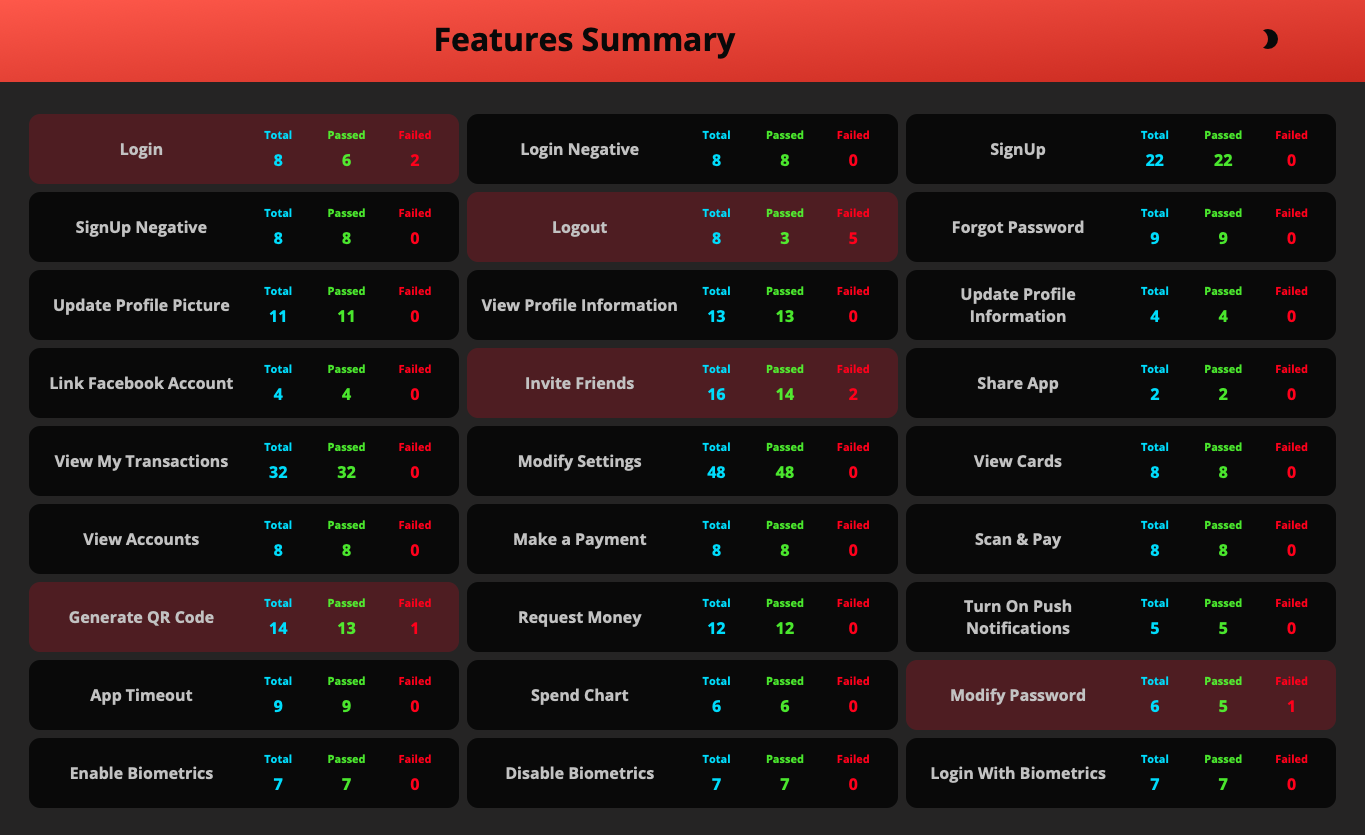 Features Summary
Login
Total Passed Failed
8 6 2
Login Negative
Total Passed Failed
8 8 0
SignUp
Total Passed Failed
22 22 0
SignUp Negative
Total Passed Failed
8 8 0
Logout
Total Passed Failed
8 3 5
Forgot Password
Total Passed Failed
9 9 0
Update Profile Picture
Total Passed Failed
11 11 0
View Profile Information
Total Passed Failed
13 13 0
Update Profile
Information
Total Passed Failed
4 4 0
Link Facebook Account
Total Passed Failed
4 4 0
Invite Friends
Total Passed Failed
16 14 2
Share App
Total Passed Failed
2 2 0
View My Transactions
Total Passed Failed
32 32 0
Modify Settings
Total Passed Failed
48 48 0
View Cards
Total Passed Failed
8 8 0
View Accounts
Total Passed Failed
8 8 0
Make a Payment
Total Passed Failed
8 8 0
Scan & Pay
Total Passed Failed
8 8 0
Generate QR Code
Total Passed Failed
14 13 1
Request Money
Total Passed Failed
12 12 0
Turn On Push
Notifications
Total Passed Failed
5 5 0
App Timeout
Total Passed Failed
9 9 0
Spend Chart
Total Passed Failed
6 6 0
Modify Password
Total Passed Failed
6 5 1
Enable Biometrics
Total Passed Failed
7 7 0
Disable Biometrics
Total Passed Failed
7 7 0
Login With Biometrics
Total Passed Failed
7 7 0